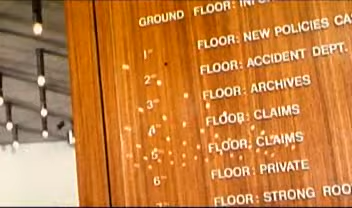 GROUND FLOOR: INFO
1ST FLOOR: NEW POLICIES
2ND FLOOR: ACCIDENT DEPT.
3RD FLOOR: ARCHIVES
4TH FLOOR: CLAIMS
5TH FLOOR: CLAIMS
6TH FLOOR: PRIVATE
FLOOR: STRONG